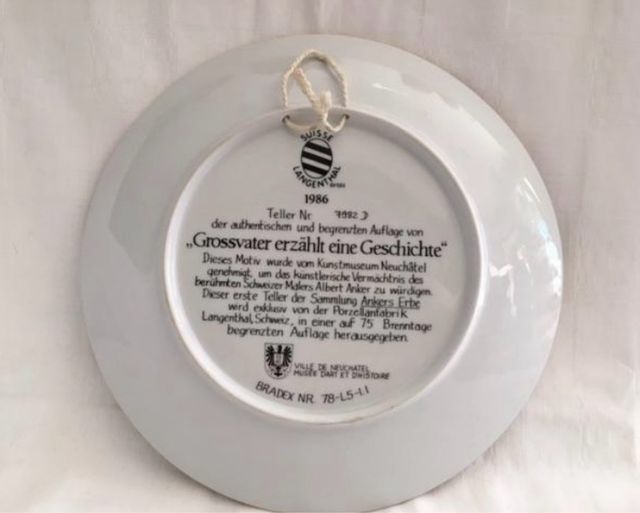 SUISSE
LANGENTHAL
1986
Teller Nr 7982 D
der authentischen und begrenzten Auflage von
„Grossvater erzählt eine Geschichte“
Dieses Motiv wurde vom Kunstmuseum Neuchâtel
genehmigt, um das künstlerische Vermächtnis des
berühmten Schweizer Malers Albert Anker zu würdigen.
Dieser erste Teller der Sammlung Ankers Erbe
wird exklusiv von der Porzellanfabrik
Langenthal, Schweiz, in einer auf 75 Brenntage
begrenzten Auflage herausgegeben.
VILLE DE NEUCHATEL
MUSÉE D'ART ET D'HISTOIRE
BRADEX NR. 78-L5-1.1